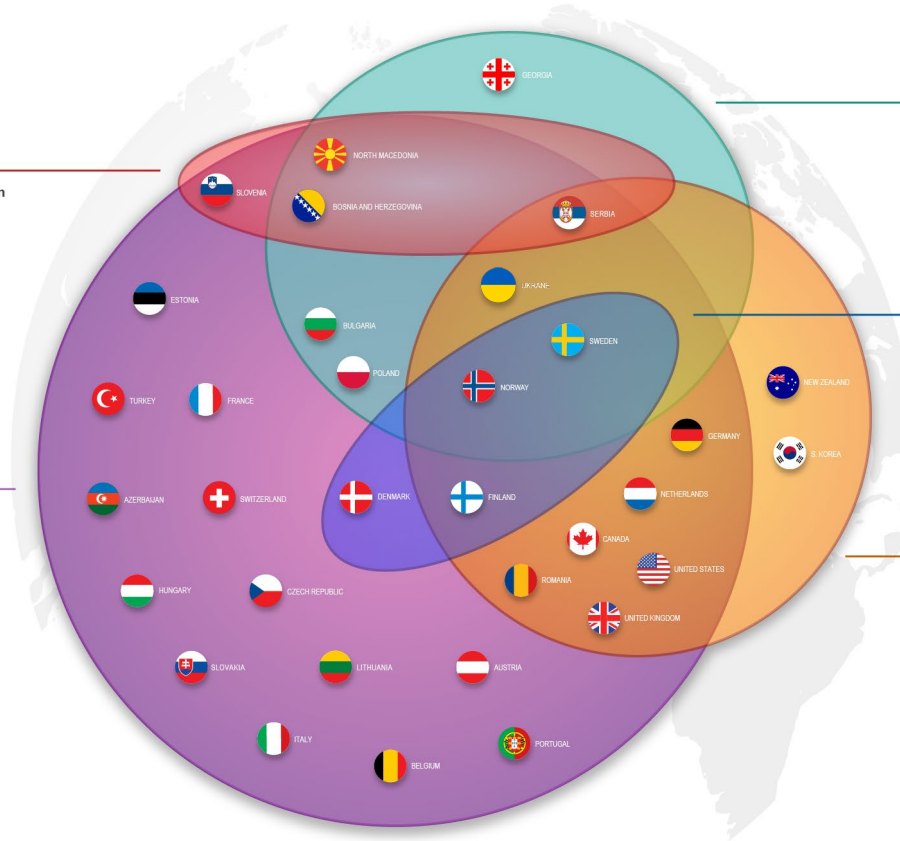 GEORGIA
NORTH MACEDONIA
n
SLOVENIA
BOSNIA AND HERZEGOVINA
SERBIA
UKRAINE
ESTONIA
BULGARIA
SWEDEN
POLAND
NEW ZEALAND
NORWAY
TURKEY
FRANCE
GERMANY
S. KOREA
NETHERLANDS
DENMARK
FINLAND
AZERBAIJAN
SWITZERLAND
CANADA
UNITED STATES
ROMANIA
HUNGARY
CZECH REPUBLIC
UNITED KINGDOM
SLOVAKIA
LITHUANIA
AUSTRIA
ITALY
PORTUGAL
BELGIUM